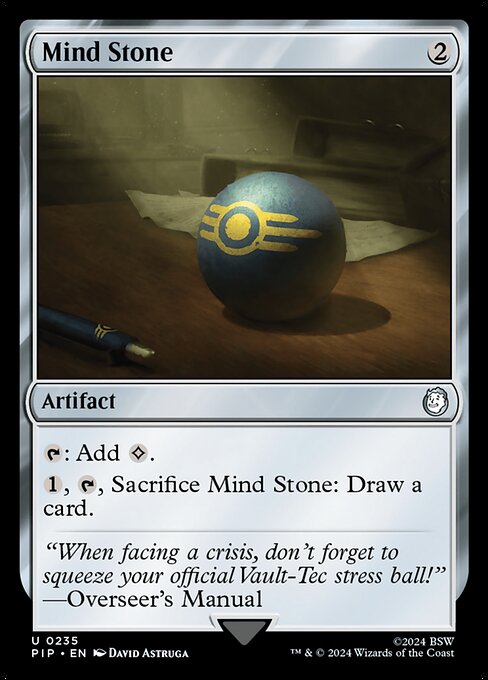 Mind Stone 2
Artifact
: Add .
1, , Sacrifice Mind Stone: Draw a
card.
“When facing a crisis, don’t forget to
squeeze your official Vault-Tec stress ball!”
—Overseer’s Manual
U 0235 ©2024 BSW
PIP • EN David Astruga ™ & © 2024 Wizards of the Coast